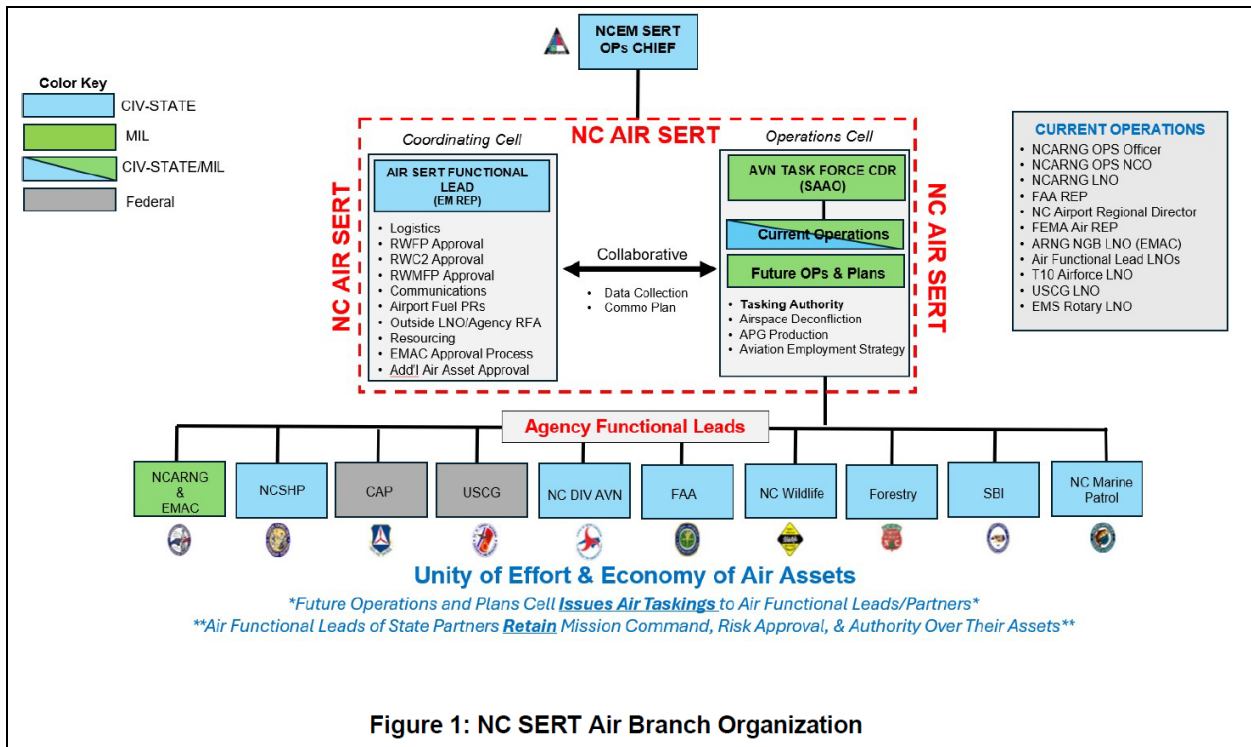 NCEM SERT
OPs CHIEF
Color Key
CIV-STATE
MIL
CIV-STATE/MIL
Federal
NC AIR SERT
NC AIR SERT
NC AIR SERT
Coordinating Cell
AIR SERT FUNCTIONAL
LEAD
(EM REP)
• Logistics
• RWFP Approval
• RWC2 Approval
• RWMFP Approval
• Communications
• Airport Fuel PRs
• Outside LNO/Agency RFA
• Resourcing
• EMAC Approval Process
• Add'l Air Asset Approval
Collaborative
• Data Collection
• Commo Plan
Operations Cell
AVN TASK FORCE CDR
(SAAO)
Current Operations
Future OPs & Plans
• Tasking Authority
• Airspace Deconfliction
• APG Production
• Aviation Employment Strategy
CURRENT OPERATIONS
• NCARNG OPS Officer
• NCARNG OPS NCO
• NCARNG LNO
• FAA REP
• NC Airport Regional Director
• FEMA Air REP
• ARNG NGB LNO (EMAC)
• Air Functional Lead LNOs
• T10 Airforce LNO
• USCG LNO
• EMS Rotary LNO
Agency Functional Leads
NCARNG
&
EMAC
NCSHP
CAP
USCG
NC DIV AVN
FAA
NC Wildlife
Forestry
SBI
NC Marine
Patrol
Unity of Effort & Economy of Air Assets
*Future Operations and Plans Cell Issues Air Taskings to Air Functional Leads/Partners*
**Air Functional Leads of State Partners Retain Mission Command, Risk Approval, & Authority Over Their Assets**
Figure 1: NC SERT Air Branch Organization